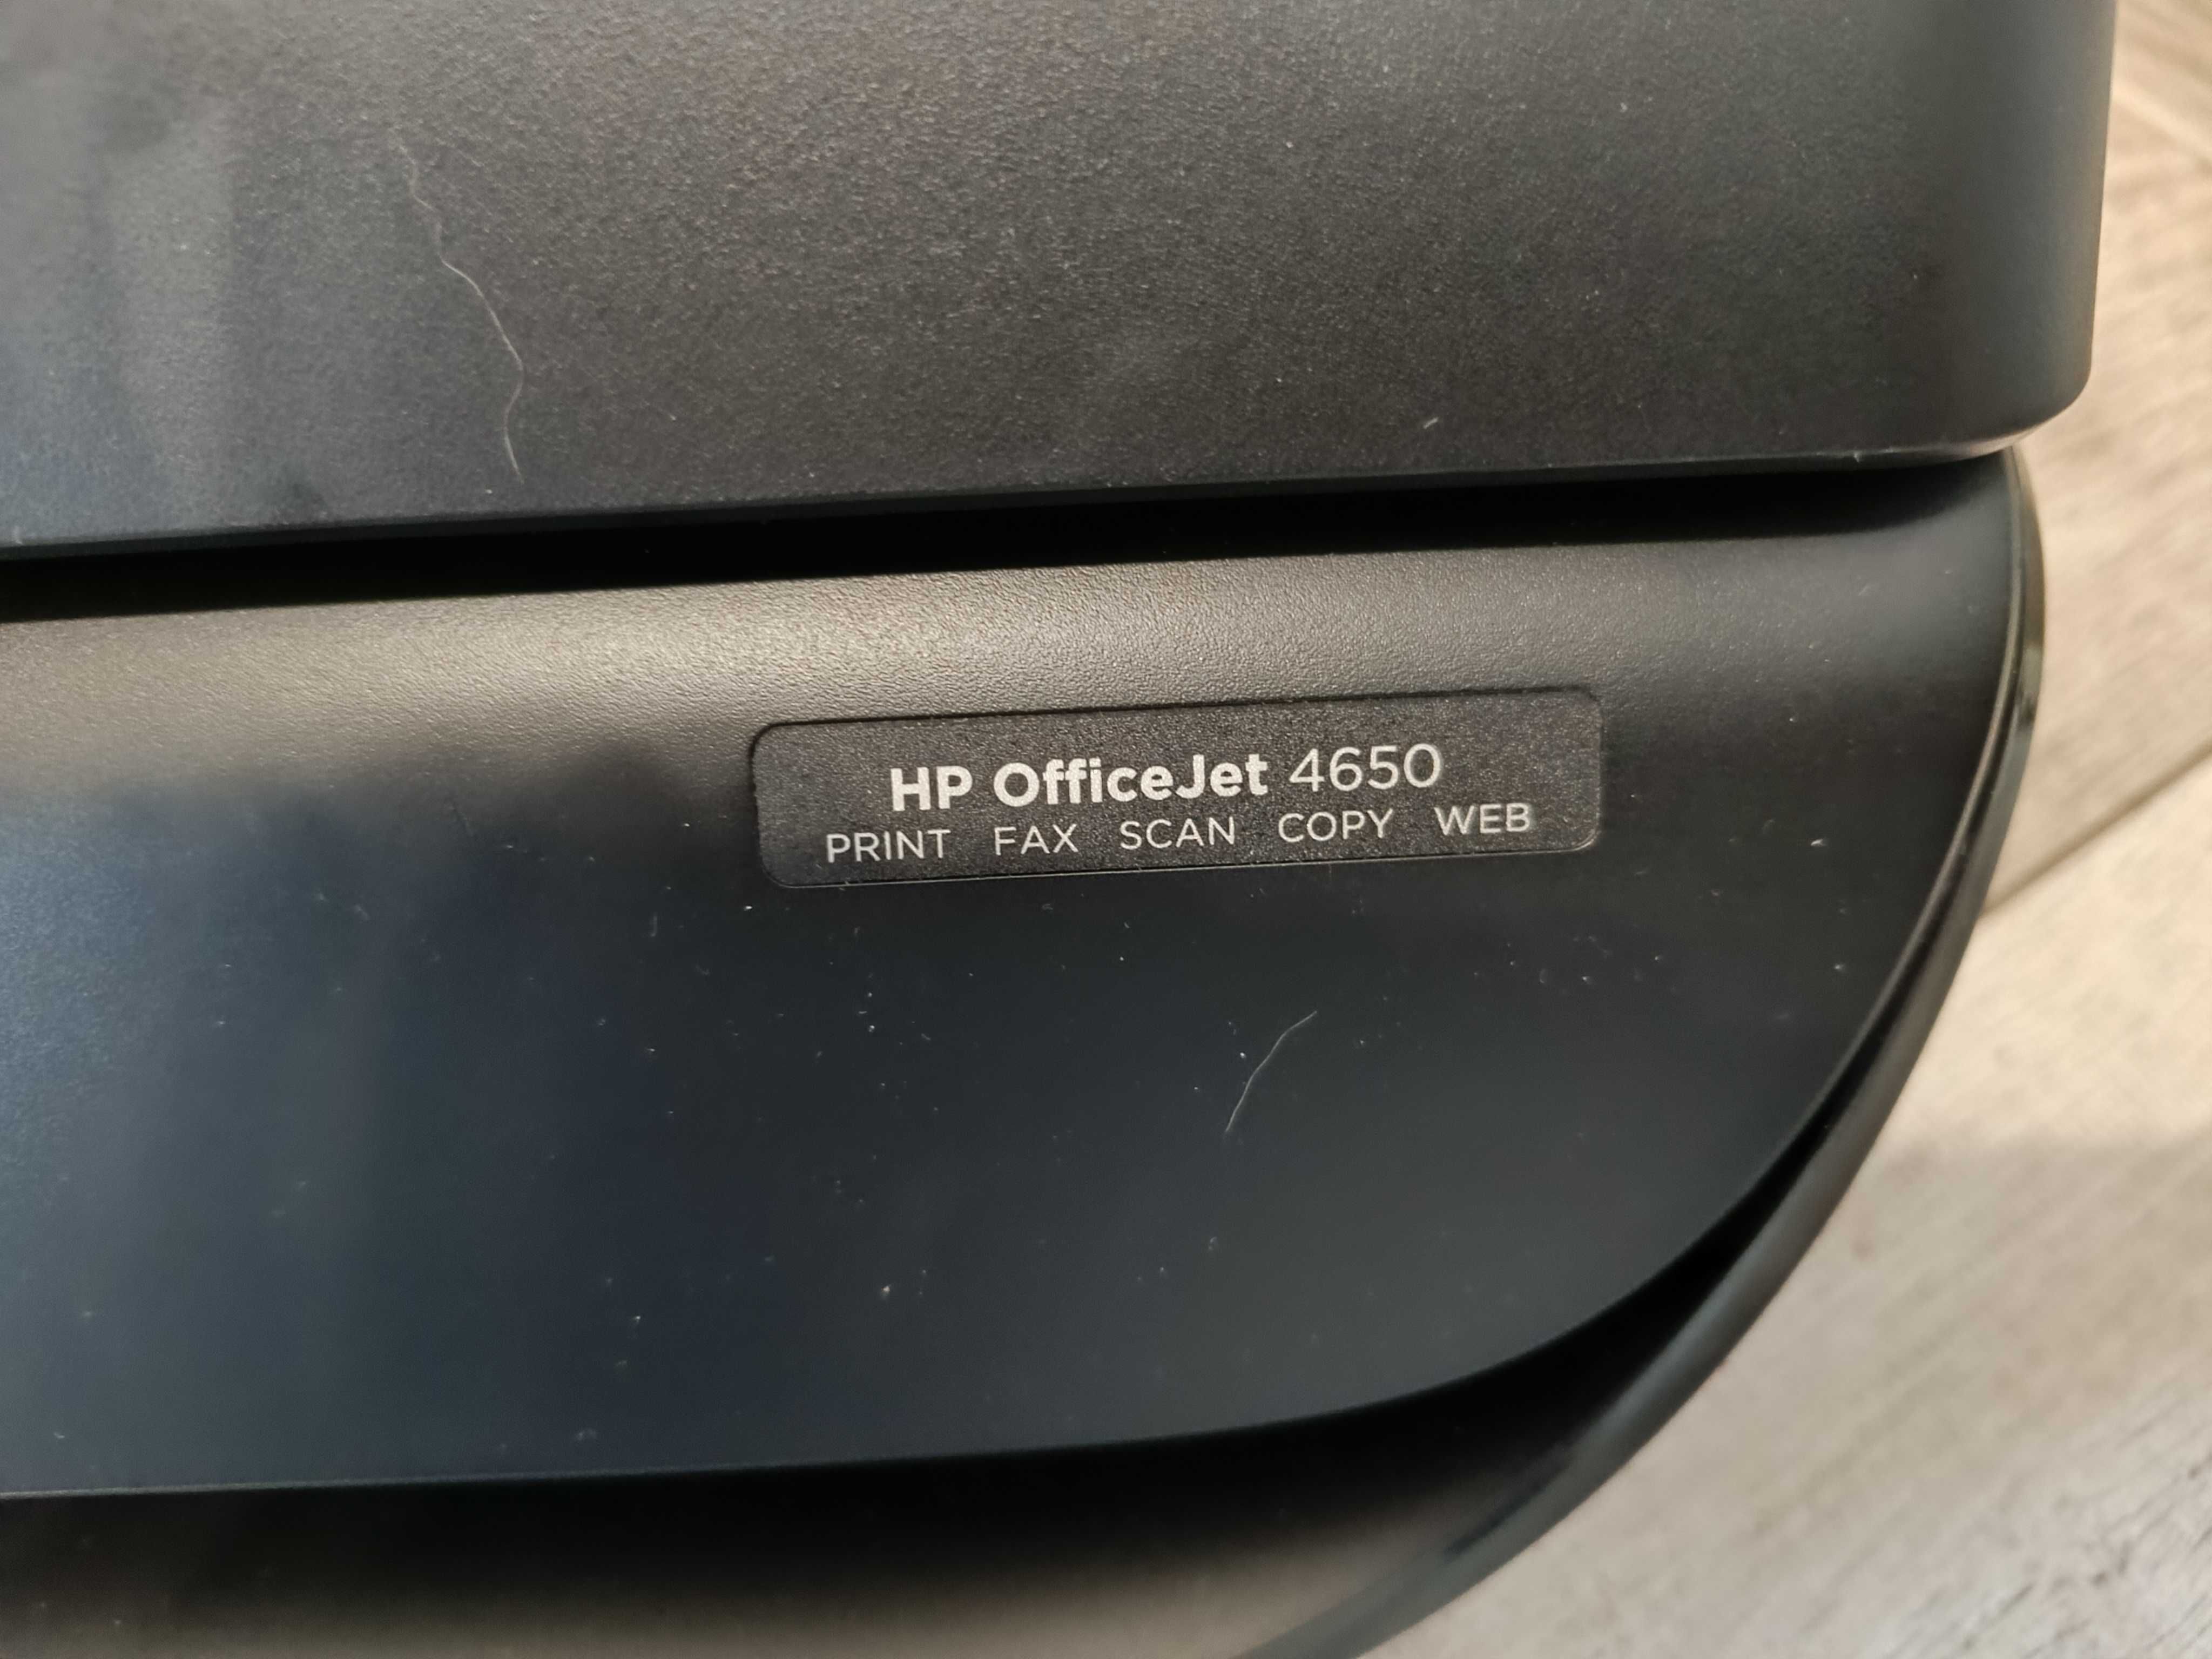 HP OfficeJet 4650
PRINT FAX SCAN COPY WEB